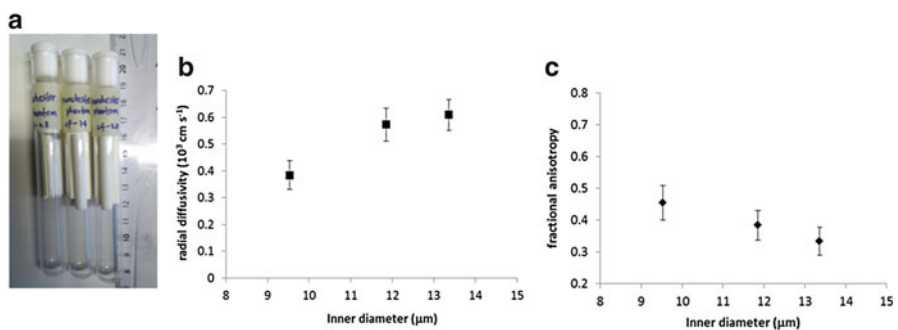 a
phantom
b
radial diffusivity (10³ cm s⁻¹)
0.7
0.6
0.5
0.4
0.3
0.2
0.1
0
8 9 10 11 12 13 14 15
Inner diameter (μm)
c
fractional anisotropy
0.8
0.7
0.6
0.5
0.4
0.3
0.2
8 9 10 11 12 13 14 15
Inner diameter (μm)